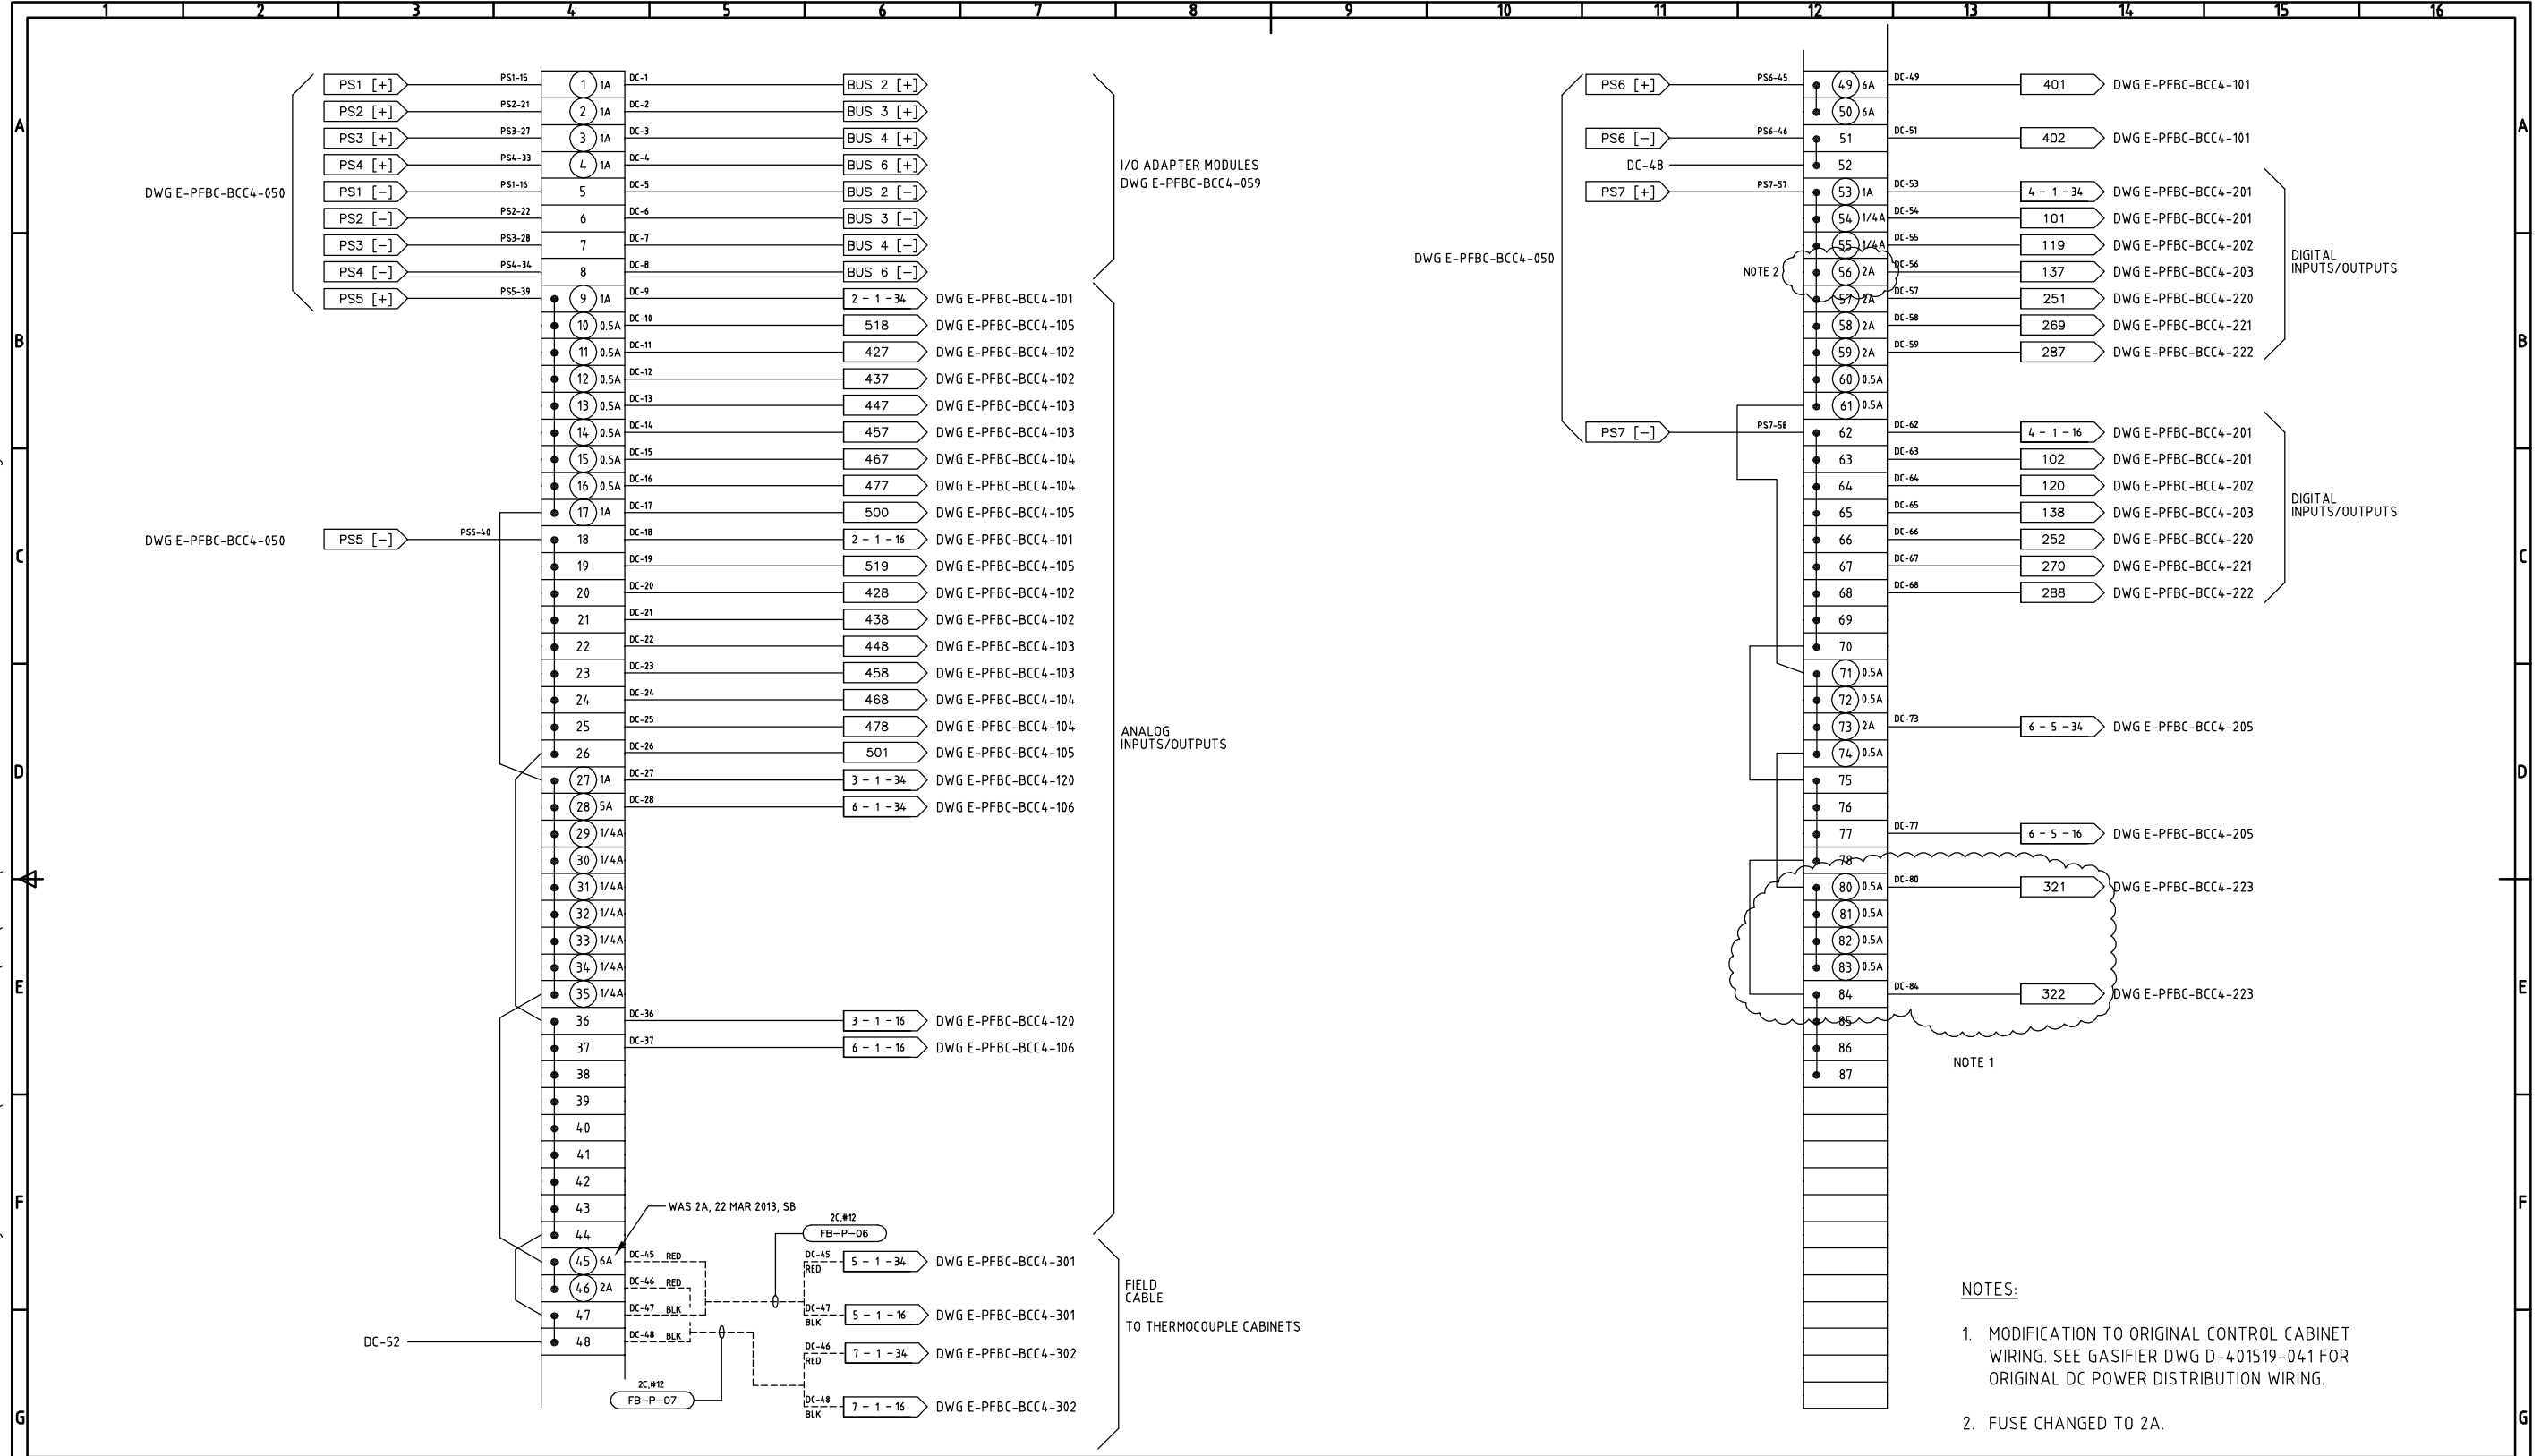 1 2 3 4 5 6 7 8 9 10 11 12 13 14 15 16
A A
B B
C C
D D
E E
F F
G G
DWG E-PFBC-BCC4-050
PS1 [+] PS1-15 1 1A DC-1 BUS 2 [+]
PS2 [+] PS2-21 2 1A DC-2 BUS 3 [+]
PS3 [+] PS3-27 3 1A DC-3 BUS 4 [+]
PS4 [+] PS4-33 4 1A DC-4 BUS 6 [+]
PS1 [-] PS1-16 5 DC-5 BUS 2 [-]
PS2 [-] PS2-22 6 DC-6 BUS 3 [-]
PS3 [-] PS3-28 7 DC-7 BUS 4 [-]
PS4 [-] PS4-34 8 DC-8 BUS 6 [-]
I/O ADAPTER MODULES
DWG E-PFBC-BCC4-059
PS5 [+] PS5-39 9 1A DC-9 2 - 1 -34 DWG E-PFBC-BCC4-101
10 0.5A DC-10 518 DWG E-PFBC-BCC4-105
11 0.5A DC-11 427 DWG E-PFBC-BCC4-102
12 0.5A DC-12 437 DWG E-PFBC-BCC4-102
13 0.5A DC-13 447 DWG E-PFBC-BCC4-103
14 0.5A DC-14 457 DWG E-PFBC-BCC4-103
15 0.5A DC-15 467 DWG E-PFBC-BCC4-104
16 0.5A DC-16 477 DWG E-PFBC-BCC4-104
17 1A DC-17 500 DWG E-PFBC-BCC4-105
DWG E-PFBC-BCC4-050 PS5 [-] PS5-40 18 DC-18 2 - 1 -16 DWG E-PFBC-BCC4-101
19 DC-19 519 DWG E-PFBC-BCC4-105
20 DC-20 428 DWG E-PFBC-BCC4-102
21 DC-21 438 DWG E-PFBC-BCC4-102
22 DC-22 448 DWG E-PFBC-BCC4-103
23 DC-23 458 DWG E-PFBC-BCC4-103
24 DC-24 468 DWG E-PFBC-BCC4-104
25 DC-25 478 DWG E-PFBC-BCC4-104
26 DC-26 501 DWG E-PFBC-BCC4-105
27 1A DC-27 3 - 1 -34 DWG E-PFBC-BCC4-120
28 5A DC-28 6 - 1 -34 DWG E-PFBC-BCC4-106
29 1/4A
30 1/4A
31 1/4A
32 1/4A
33 1/4A
34 1/4A
35 1/4A
36 DC-36 3 - 1 -16 DWG E-PFBC-BCC4-120
37 DC-37 6 - 1 -16 DWG E-PFBC-BCC4-106
38
39
40
41
42
43
44
ANALOG
INPUTS/OUTPUTS
WAS 2A, 22 MAR 2013, SB
2C,#12
FB-P-06
45 6A DC-45 RED DC-45 RED 5 - 1 -34 DWG E-PFBC-BCC4-301
46 2A DC-46 RED
47 DC-47 BLK DC-47 BLK 5 - 1 -16 DWG E-PFBC-BCC4-301
DC-52 48 DC-48 BLK DC-46 RED 7 - 1 -34 DWG E-PFBC-BCC4-302
2C,#12
FB-P-07
DC-48 BLK 7 - 1 -16 DWG E-PFBC-BCC4-302
FIELD
CABLE
TO THERMOCOUPLE CABINETS
DWG E-PFBC-BCC4-050
PS6 [+] PS6-45 49 6A DC-49 401 DWG E-PFBC-BCC4-101
50 6A
PS6 [-] PS6-46 51 DC-51 402 DWG E-PFBC-BCC4-101
DC-48 52
PS7 [+] PS7-57 53 1A DC-53 4 - 1 -34 DWG E-PFBC-BCC4-201
54 1/4A DC-54 101 DWG E-PFBC-BCC4-201
55 1/4A DC-55 119 DWG E-PFBC-BCC4-202
NOTE 2 56 2A DC-56 137 DWG E-PFBC-BCC4-203
57 2A DC-57 251 DWG E-PFBC-BCC4-220
58 2A DC-58 269 DWG E-PFBC-BCC4-221
59 2A DC-59 287 DWG E-PFBC-BCC4-222
DIGITAL
INPUTS/OUTPUTS
60 0.5A
61 0.5A
PS7 [-] PS7-58 62 DC-62 4 - 1 -16 DWG E-PFBC-BCC4-201
63 DC-63 102 DWG E-PFBC-BCC4-201
64 DC-64 120 DWG E-PFBC-BCC4-202
65 DC-65 138 DWG E-PFBC-BCC4-203
66 DC-66 252 DWG E-PFBC-BCC4-220
67 DC-67 270 DWG E-PFBC-BCC4-221
68 DC-68 288 DWG E-PFBC-BCC4-222
DIGITAL
INPUTS/OUTPUTS
69
70
71 0.5A
72 0.5A
73 2A DC-73 6 - 5 -34 DWG E-PFBC-BCC4-205
74 0.5A
75
76
77 DC-77 6 - 5 -16 DWG E-PFBC-BCC4-205
78
80 0.5A DC-80 321 DWG E-PFBC-BCC4-223
81 0.5A
82 0.5A
83 0.5A
84 DC-84 322 DWG E-PFBC-BCC4-223
85
86
87
NOTE 1
NOTES:
1. MODIFICATION TO ORIGINAL CONTROL CABINET
WIRING. SEE GASIFIER DWG D-401519-041 FOR
ORIGINAL DC POWER DISTRIBUTION WIRING.
2. FUSE CHANGED TO 2A.